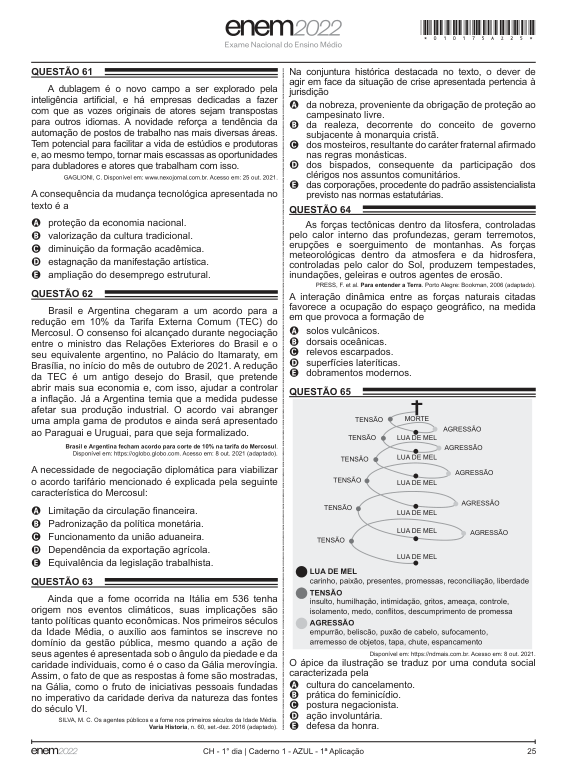 enem2022
Exame Nacional do Ensino Médio
*010175AZ25*
QUESTÃO 61
A dublagem é o novo campo a ser explorado pela
inteligência artificial, e há empresas dedicadas a fazer
com que as vozes originais de atores sejam transpostas
para outros idiomas. A novidade reforça a tendência da
automação de postos de trabalho nas mais diversas áreas.
Tem potencial para facilitar a vida de estúdios e produtoras
e, ao mesmo tempo, tornar mais escassas as oportunidades
para dubladores e atores que trabalham com isso.
GAGLIONI, C. Disponível em: www.nexojornal.com.br. Acesso em: 25 out. 2021.
A consequência da mudança tecnológica apresentada no
texto é a
A proteção da economia nacional.
B valorização da cultura tradicional.
C diminuição da formação acadêmica.
D estagnação da manifestação artística.
E ampliação do desemprego estrutural.
QUESTÃO 62
Brasil e Argentina chegaram a um acordo para a
redução em 10% da Tarifa Externa Comum (TEC) do
Mercosul. O consenso foi alcançado durante negociação
entre o ministro das Relações Exteriores do Brasil e o
seu equivalente argentino, no Palácio do Itamaraty, em
Brasília, no início do mês de outubro de 2021. A redução
da TEC é um antigo desejo do Brasil, que pretende
abrir mais sua economia e, com isso, ajudar a controlar
a inflação. Já a Argentina temia que a medida pudesse
afetar sua produção industrial. O acordo vai abranger
uma ampla gama de produtos e ainda será apresentado
ao Paraguai e Uruguai, para que seja formalizado.
Brasil e Argentina fecham acordo para corte de 10% na tarifa do Mercosul.
Disponível em: https://oglobo.globo.com. Acesso em: 8 out. 2021 (adaptado).
A necessidade de negociação diplomática para viabilizar
o acordo tarifário mencionado é explicada pela seguinte
característica do Mercosul:
A Limitação da circulação financeira.
B Padronização da política monetária.
C Funcionamento da união aduaneira.
D Dependência da exportação agrícola.
E Equivalência da legislação trabalhista.
QUESTÃO 63
Ainda que a fome ocorrida na Itália em 536 tenha
origem nos eventos climáticos, suas implicações são
tanto políticas quanto econômicas. Nos primeiros séculos
da Idade Média, o auxílio aos famintos se inscreve no
domínio da gestão pública, mesmo quando a ação de
seus agentes é apresentada sob o ângulo da piedade e da
caridade individuais, como é o caso da Gália merovíngia.
Assim, o fato de que as respostas à fome são mostradas,
na Gália, como o fruto de iniciativas pessoais fundadas
no imperativo da caridade deriva da natureza das fontes
do século VI.
SILVA, M. C. Os agentes públicos e a fome nos primeiros séculos da Idade Média.
Varia Historia, n. 60, set.-dez. 2016 (adaptado).
Na conjuntura histórica destacada no texto, o dever de
agir em face da situação de crise apresentada pertencia à
jurisdição
A da nobreza, proveniente da obrigação de proteção ao
campesinato livre.
B da realeza, decorrente do conceito de governo
subjacente à monarquia cristã.
C dos mosteiros, resultante do caráter fraternal afirmado
nas regras monásticas.
D dos bispados, consequente da participação dos
clérigos nos assuntos comunitários.
E das corporações, procedente do padrão assistencialista
previsto nas normas estatutárias.
QUESTÃO 64
As forças tectônicas dentro da litosfera, controladas
pelo calor interno das profundezas, geram terremotos,
erupções e soerguimento de montanhas. As forças
meteorológicas dentro da atmosfera e da hidrosfera,
controladas pelo calor do Sol, produzem tempestades,
inundações, geleiras e outros agentes de erosão.
PRESS, F. et al. Para entender a Terra. Porto Alegre: Bookman, 2006 (adaptado).
A interação dinâmica entre as forças naturais citadas
favorece a ocupação do espaço geográfico, na medida
em que provoca a formação de
A solos vulcânicos.
B dorsais oceânicas.
C relevos escarpados.
D superfícies lateríticas.
E dobramentos modernos.
QUESTÃO 65
TENSÃO MORTE
AGRESSÃO
TENSÃO LUA DE MEL
AGRESSÃO
TENSÃO LUA DE MEL
AGRESSÃO
TENSÃO LUA DE MEL
AGRESSÃO
TENSÃO LUA DE MEL
LUA DE MEL AGRESSÃO
TENSÃO
LUA DE MEL
LUA DE MEL
carinho, paixão, presentes, promessas, reconciliação, liberdade
TENSÃO
insulto, humilhação, intimidação, gritos, ameaça, controle,
isolamento, medo, conflitos, descumprimento de promessa
AGRESSÃO
empurrão, beliscão, puxão de cabelo, sufocamento,
arremesso de objetos, tapa, chute, espancamento
Disponível em: https://ndmais.com.br. Acesso em: 8 out. 2021.
O ápice da ilustração se traduz por uma conduta social
caracterizada pela
A cultura do cancelamento.
B prática do feminicídio.
C postura negacionista.
D ação involuntária.
E defesa da honra.
enem2022
CH - 1° dia | Caderno 1 - AZUL - 1ª Aplicação
25